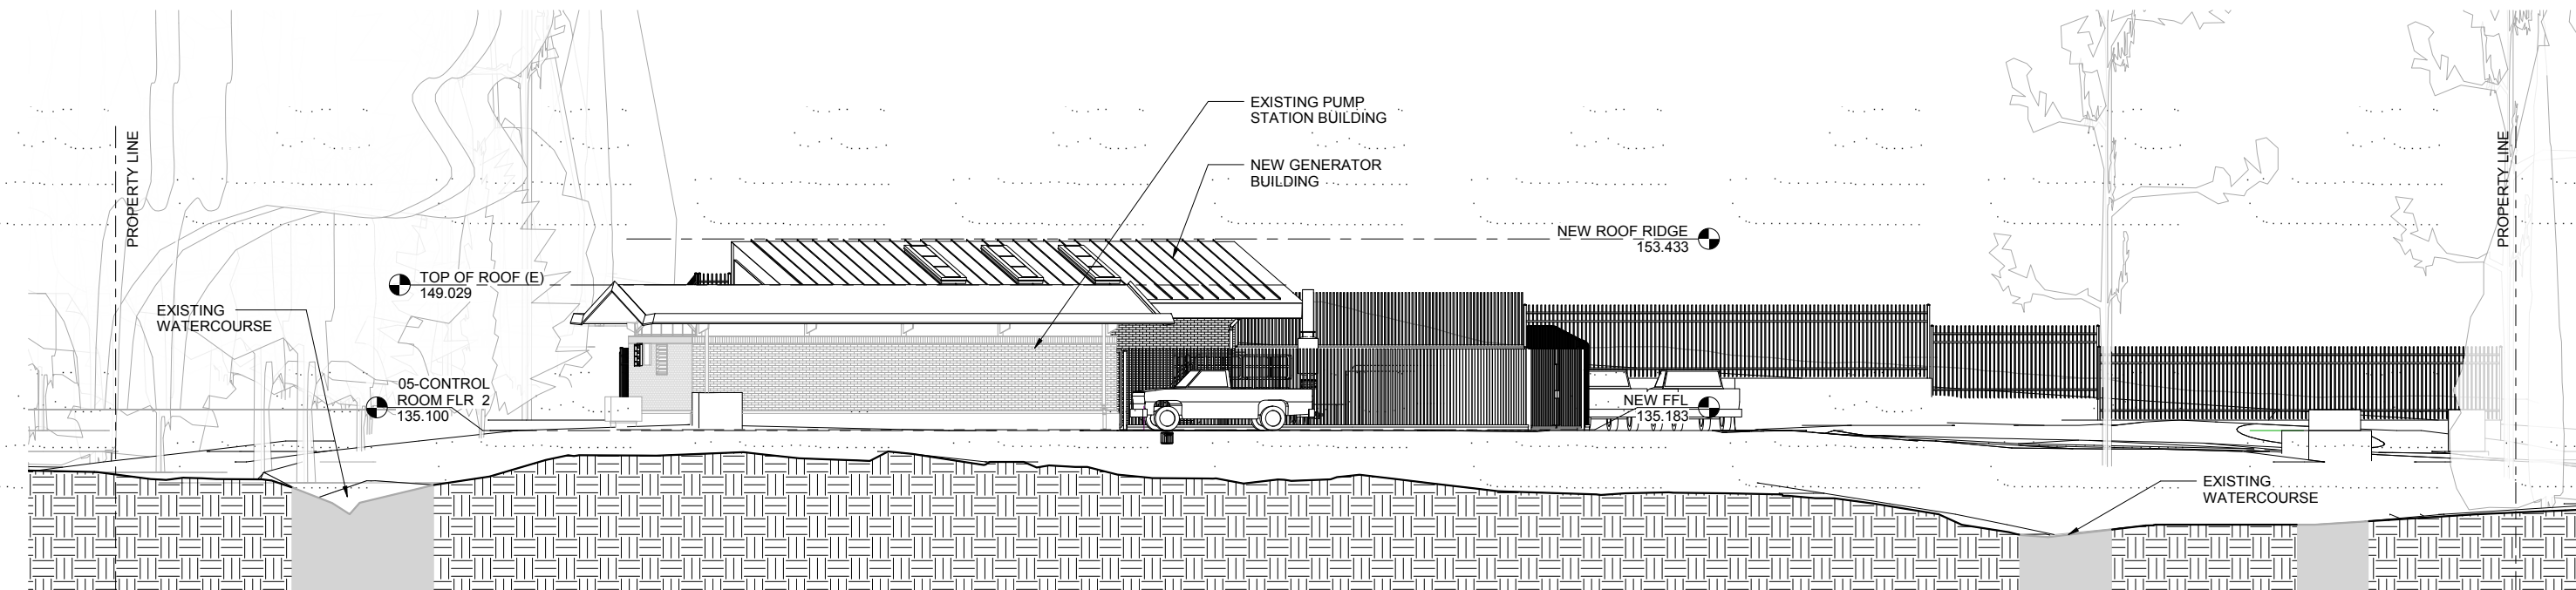 EXISTING PUMP
STATION BUILDING
NEW GENERATOR
BUILDING
PROPERTY LINE
PROPERTY LINE
NEW ROOF RIDGE
153.433
TOP OF ROOF (E)
149.029
EXISTING
WATERCOURSE
05-CONTROL
ROOM FLR 2
135.100
NEW FFL
135.183
EXISTING
WATERCOURSE